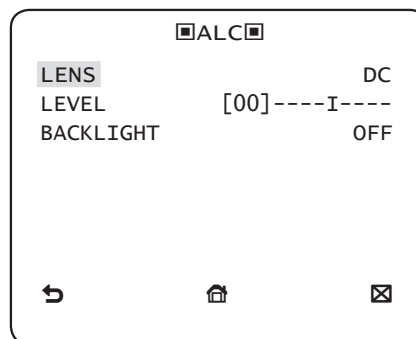 ▣ALC▣
LENS DC
LEVEL [00]----I----
BACKLIGHT OFF